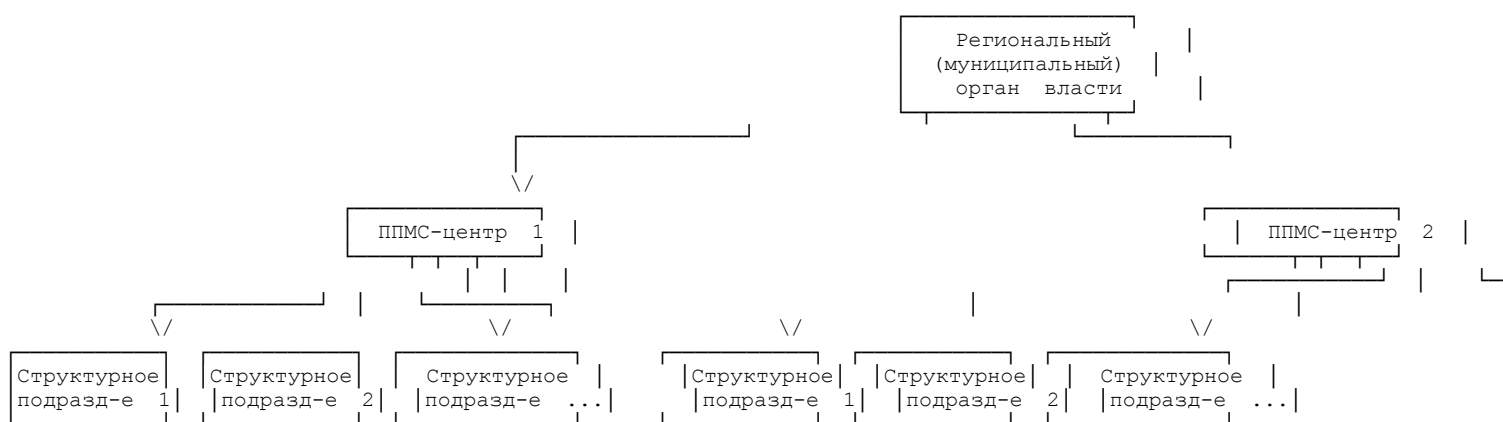 Региональный
(муниципальный)
орган власти
ППМС-центр 1 ППМС-центр 2
Структурное Структурное Структурное Структурное Структурное Структурное
подразд-е 1 подразд-е 2 подразд-е ... подразд-е 1 подразд-е 2 подразд-е ...